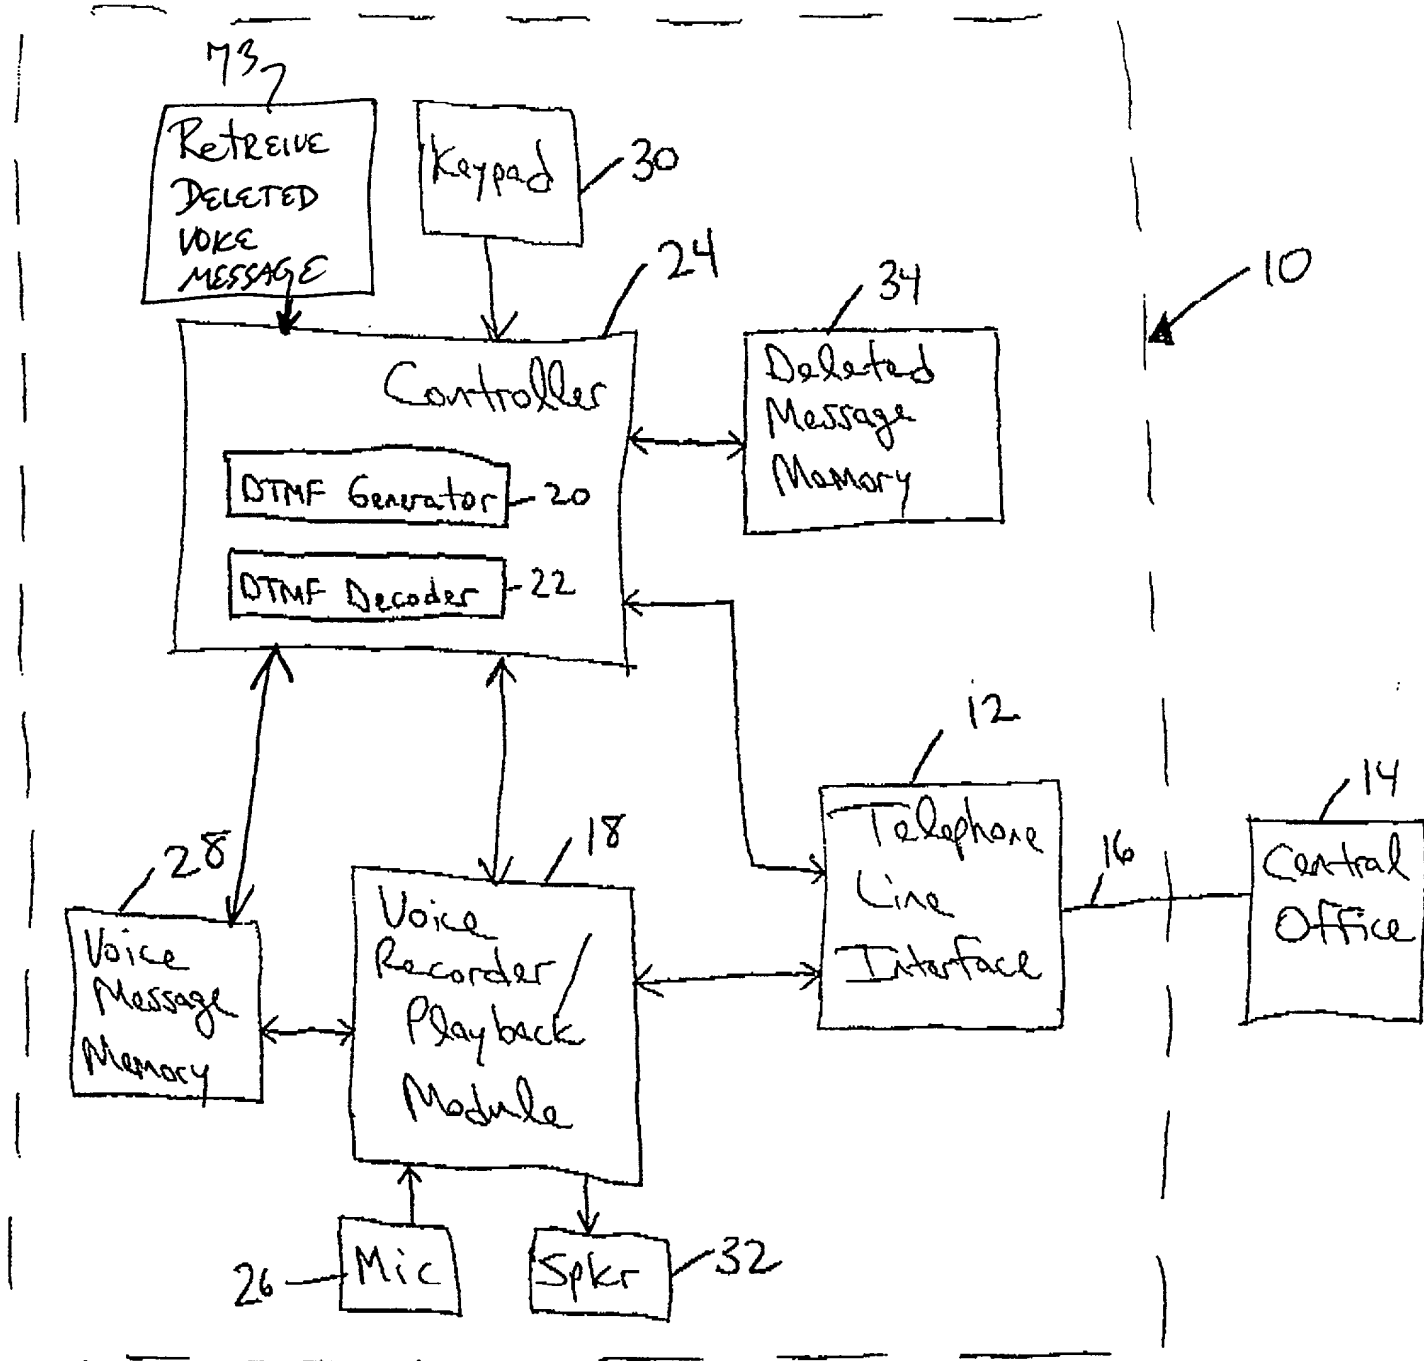 73
RETREIVE
DELETED
VOICE
MESSAGE
Keypad
30
24
34
10
Controller
Deleted
Message
Memory
DTMF Generator
20
DTMF Decoder
22
12
14
28
18
Telephone
Line
Interface
16
Central
Office
Voice
Message
Memory
Voice
Recorder /
Playback
Module
26
Mic
Spkr
32